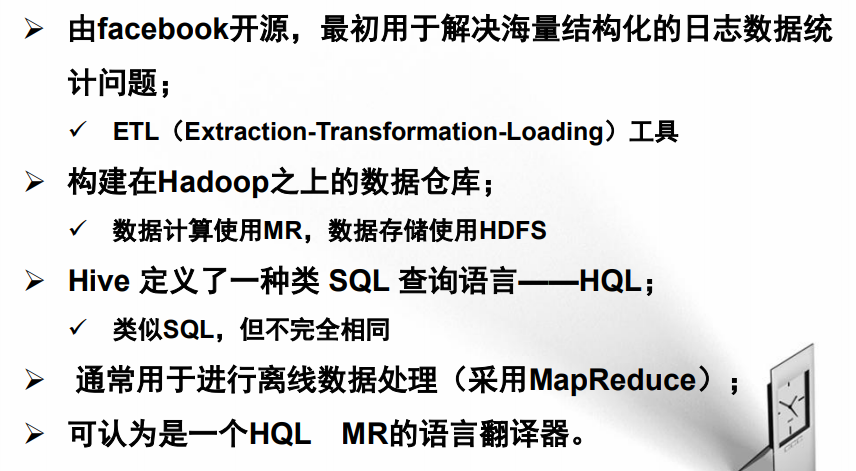 由facebook开源，最初用于解决海量结构化的日志数据统
计问题；
ETL（Extraction-Transformation-Loading）工具
构建在Hadoop之上的数据仓库；
数据计算使用MR，数据存储使用HDFS
Hive 定义了一种类 SQL 查询语言——HQL；
类似SQL，但不完全相同
通常用于进行离线数据处理（采用MapReduce）；
可认为是一个HQL　MR的语言翻译器。